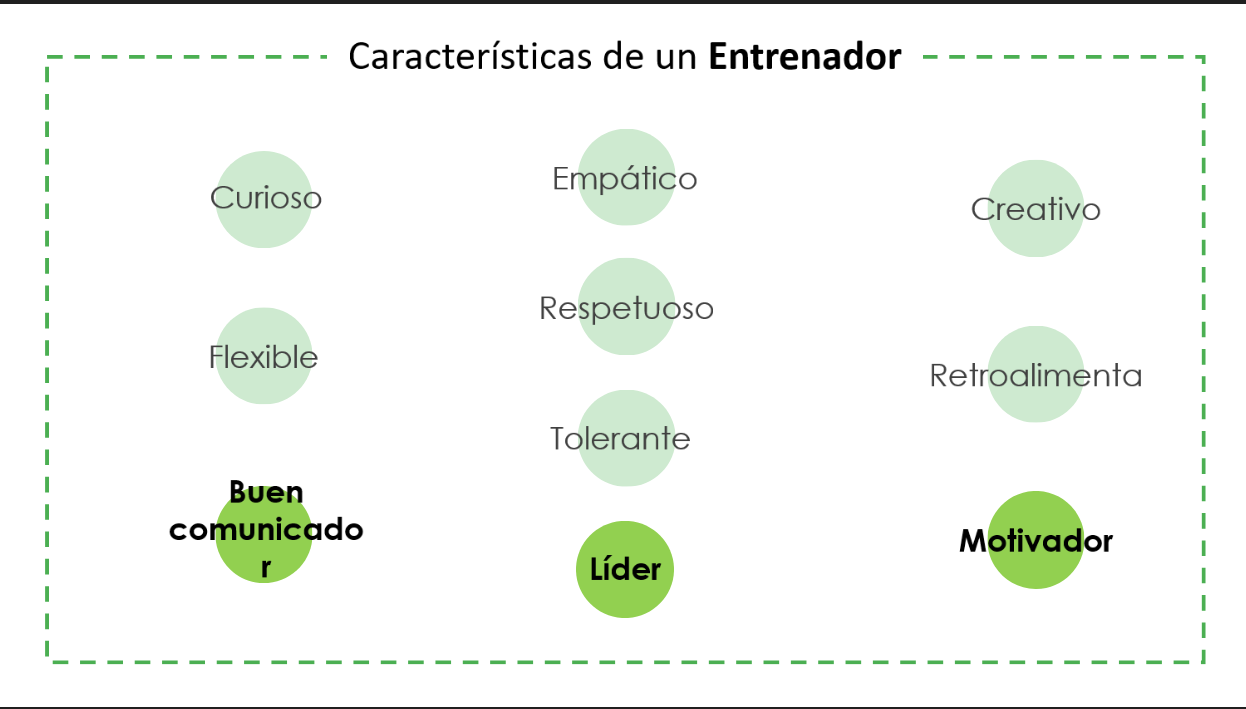 Características de un Entrenador
Curioso
Flexible
Buen
comunicado
r
Empático
Respetuoso
Tolerante
Líder
Creativo
Retroalimenta
Motivador